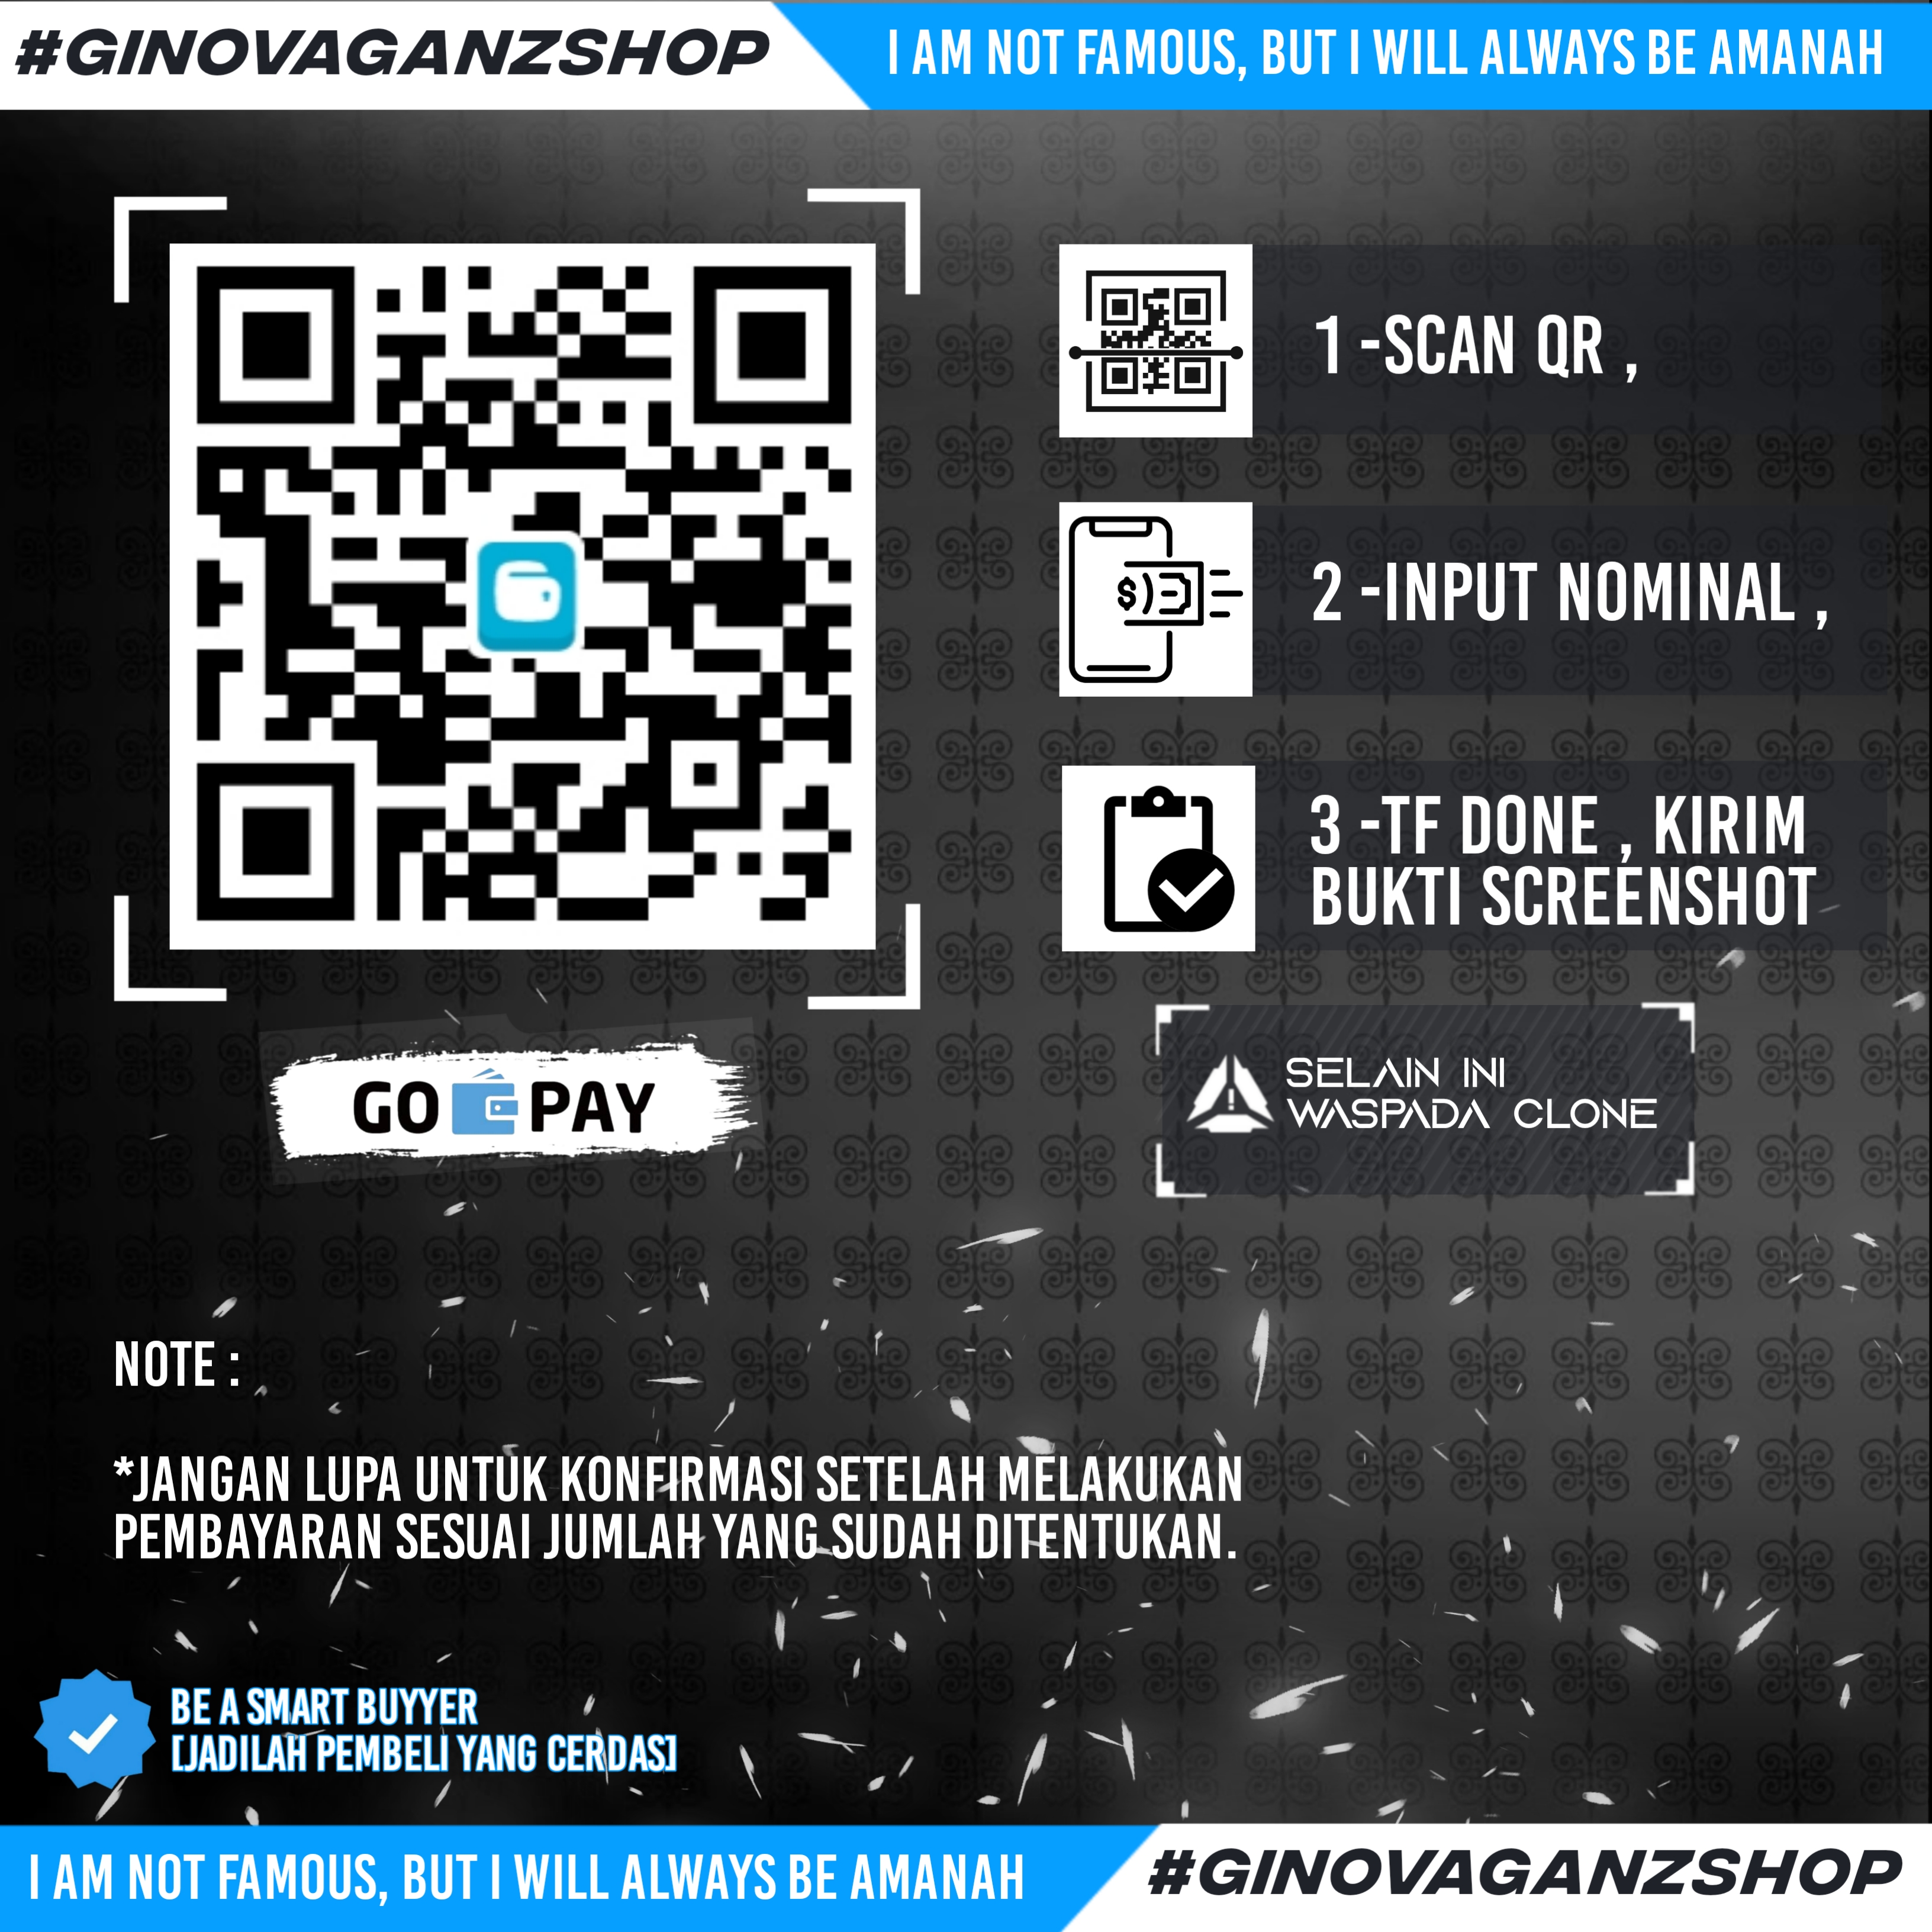 #GINOVAGANZSHOP
I AM NOT FAMOUS, BUT I WILL ALWAYS BE AMANAH
1 -SCAN QR ,
2 -INPUT NOMINAL ,
$
3 -TF DONE , KIRIM
BUKTI SCREENSHOT
GO PAY
SELAIN INI
WASPADA CLONE
NOTE :
*JANGAN LUPA UNTUK KONFIRMASI SETELAH MELAKUKAN
PEMBAYARAN SESUAI JUMLAH YANG SUDAH DITENTUKAN.
BE A SMART BUYYER
[JADILAH PEMBELI YANG CERDAS]
I AM NOT FAMOUS, BUT I WILL ALWAYS BE AMANAH
#GINOVAGANZSHOP